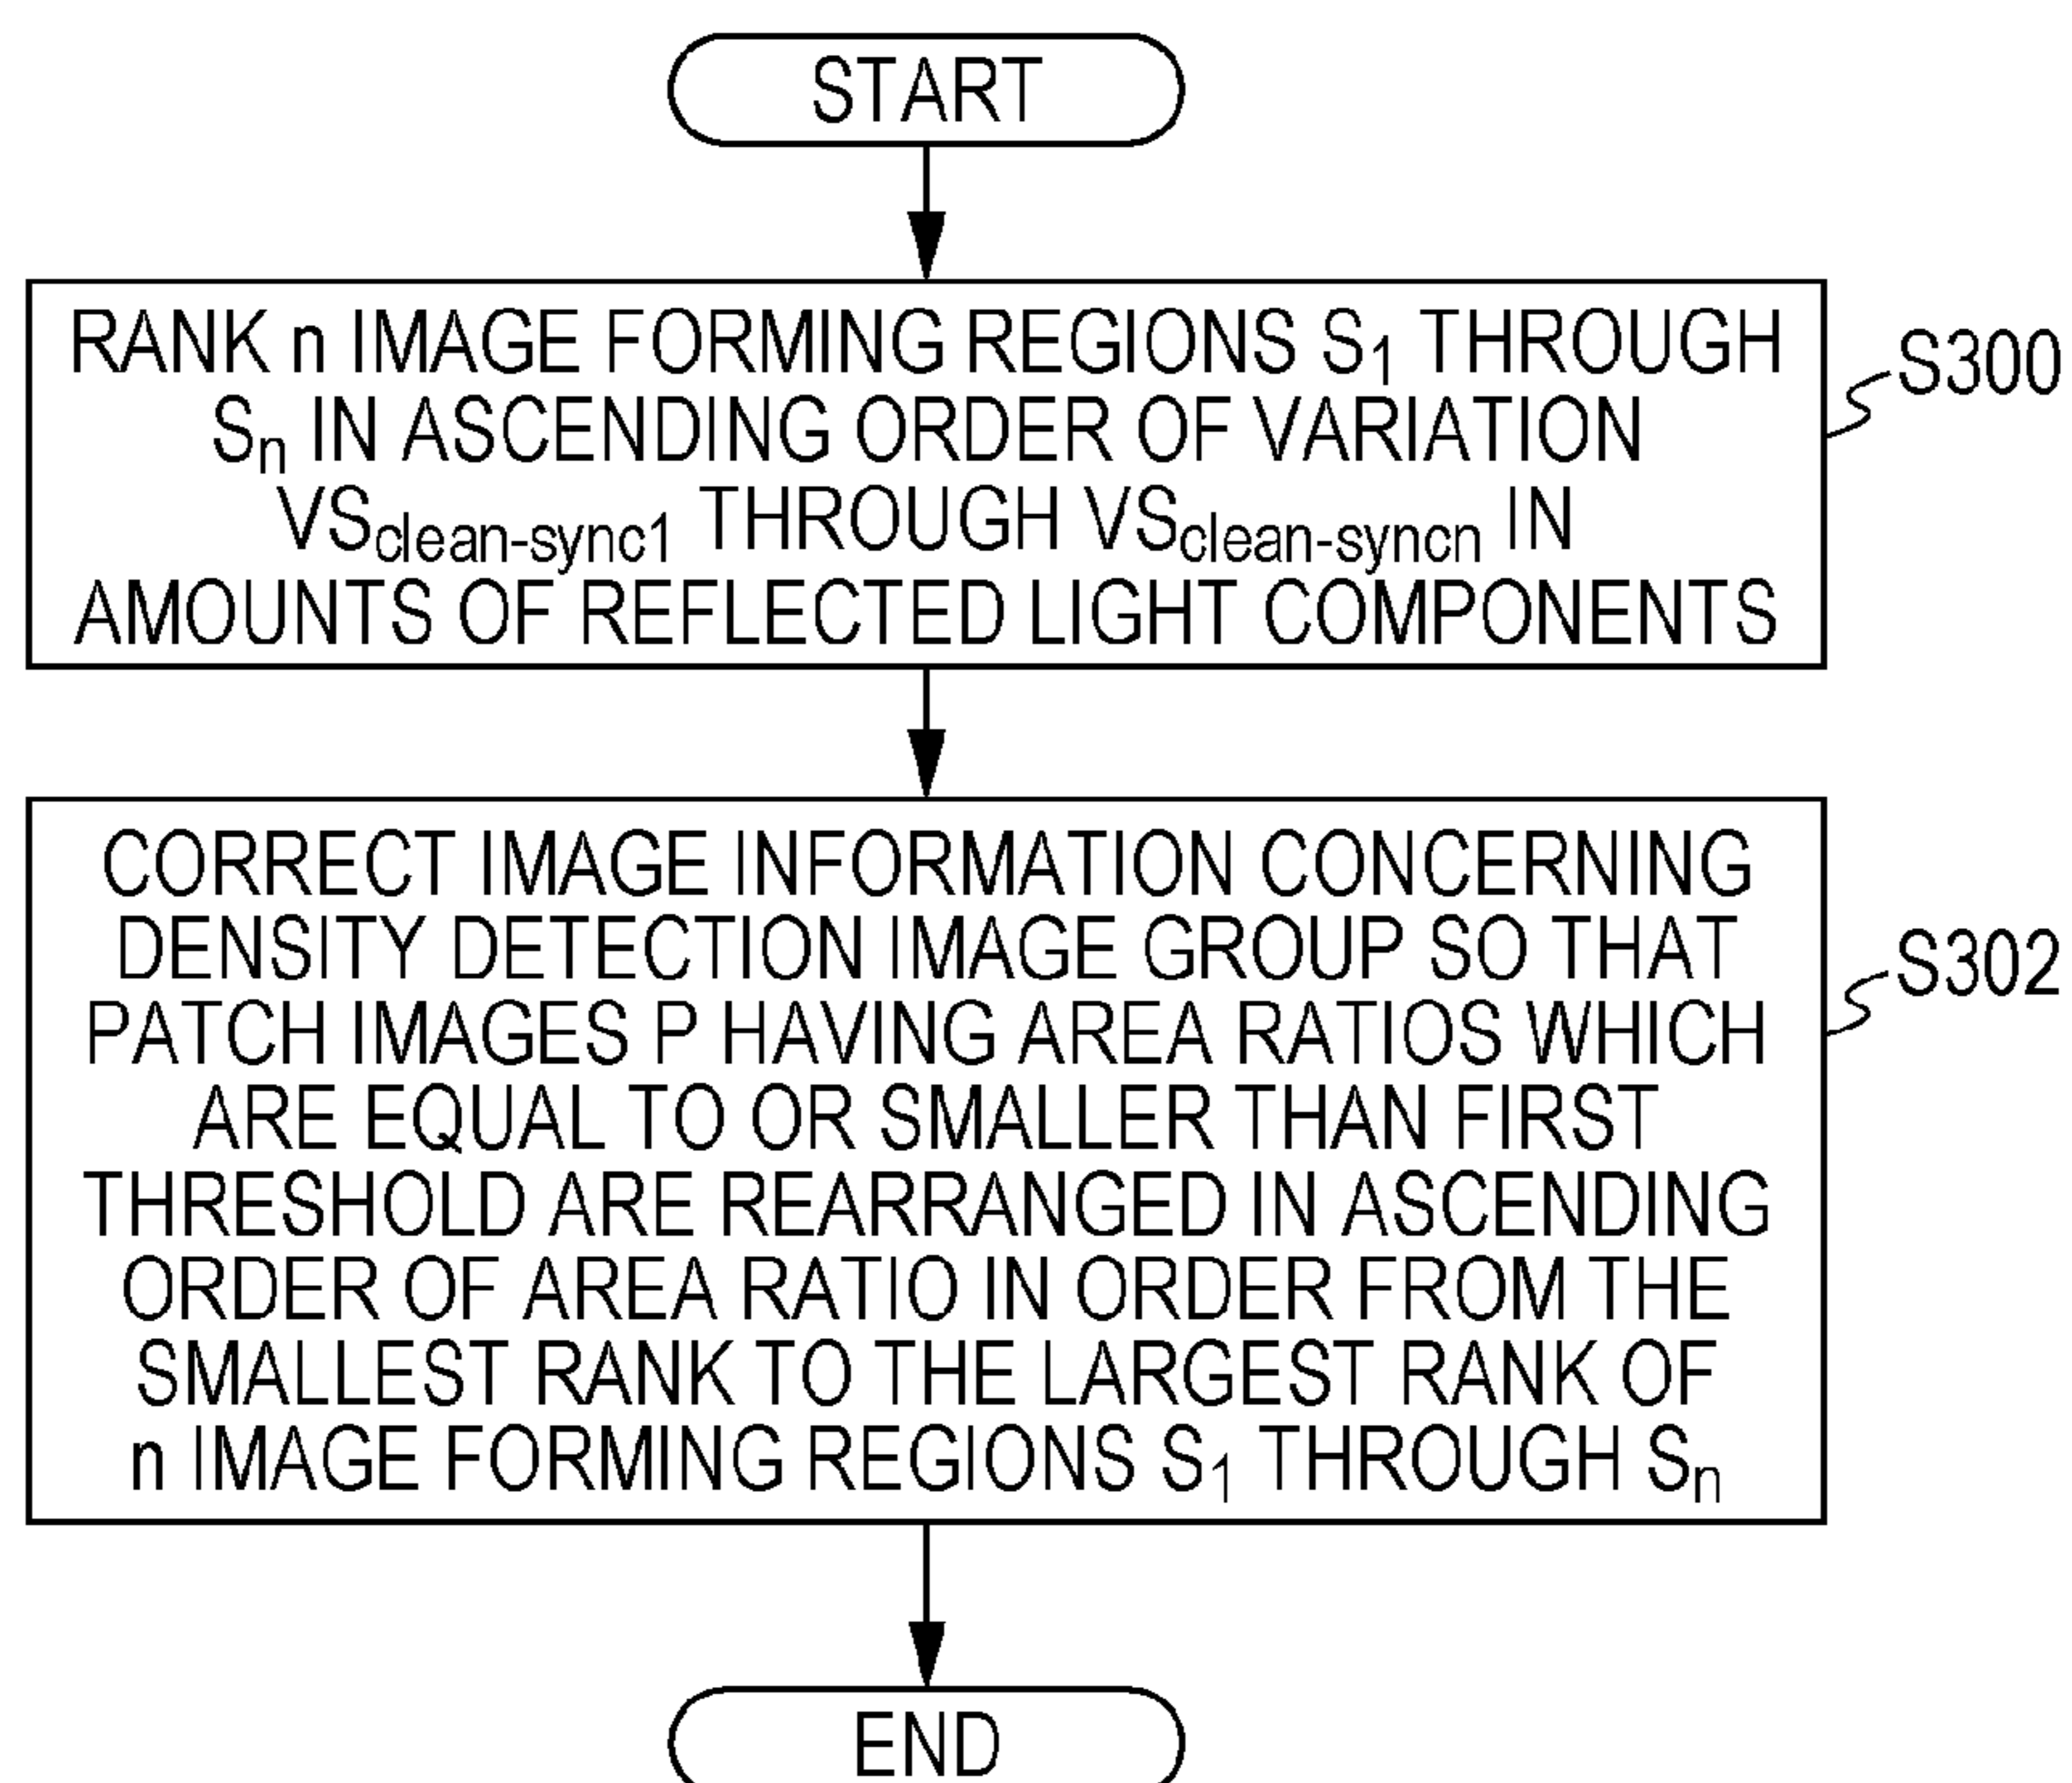 START
RANK n IMAGE FORMING REGIONS S1 THROUGH
Sn IN ASCENDING ORDER OF VARIATION
VSclean-sync1 THROUGH VSclean-syncn IN
AMOUNTS OF REFLECTED LIGHT COMPONENTS
S300
CORRECT IMAGE INFORMATION CONCERNING
DENSITY DETECTION IMAGE GROUP SO THAT
PATCH IMAGES P HAVING AREA RATIOS WHICH
ARE EQUAL TO OR SMALLER THAN FIRST
THRESHOLD ARE REARRANGED IN ASCENDING
ORDER OF AREA RATIO IN ORDER FROM THE
SMALLEST RANK TO THE LARGEST RANK OF
n IMAGE FORMING REGIONS S1 THROUGH Sn
S302
END